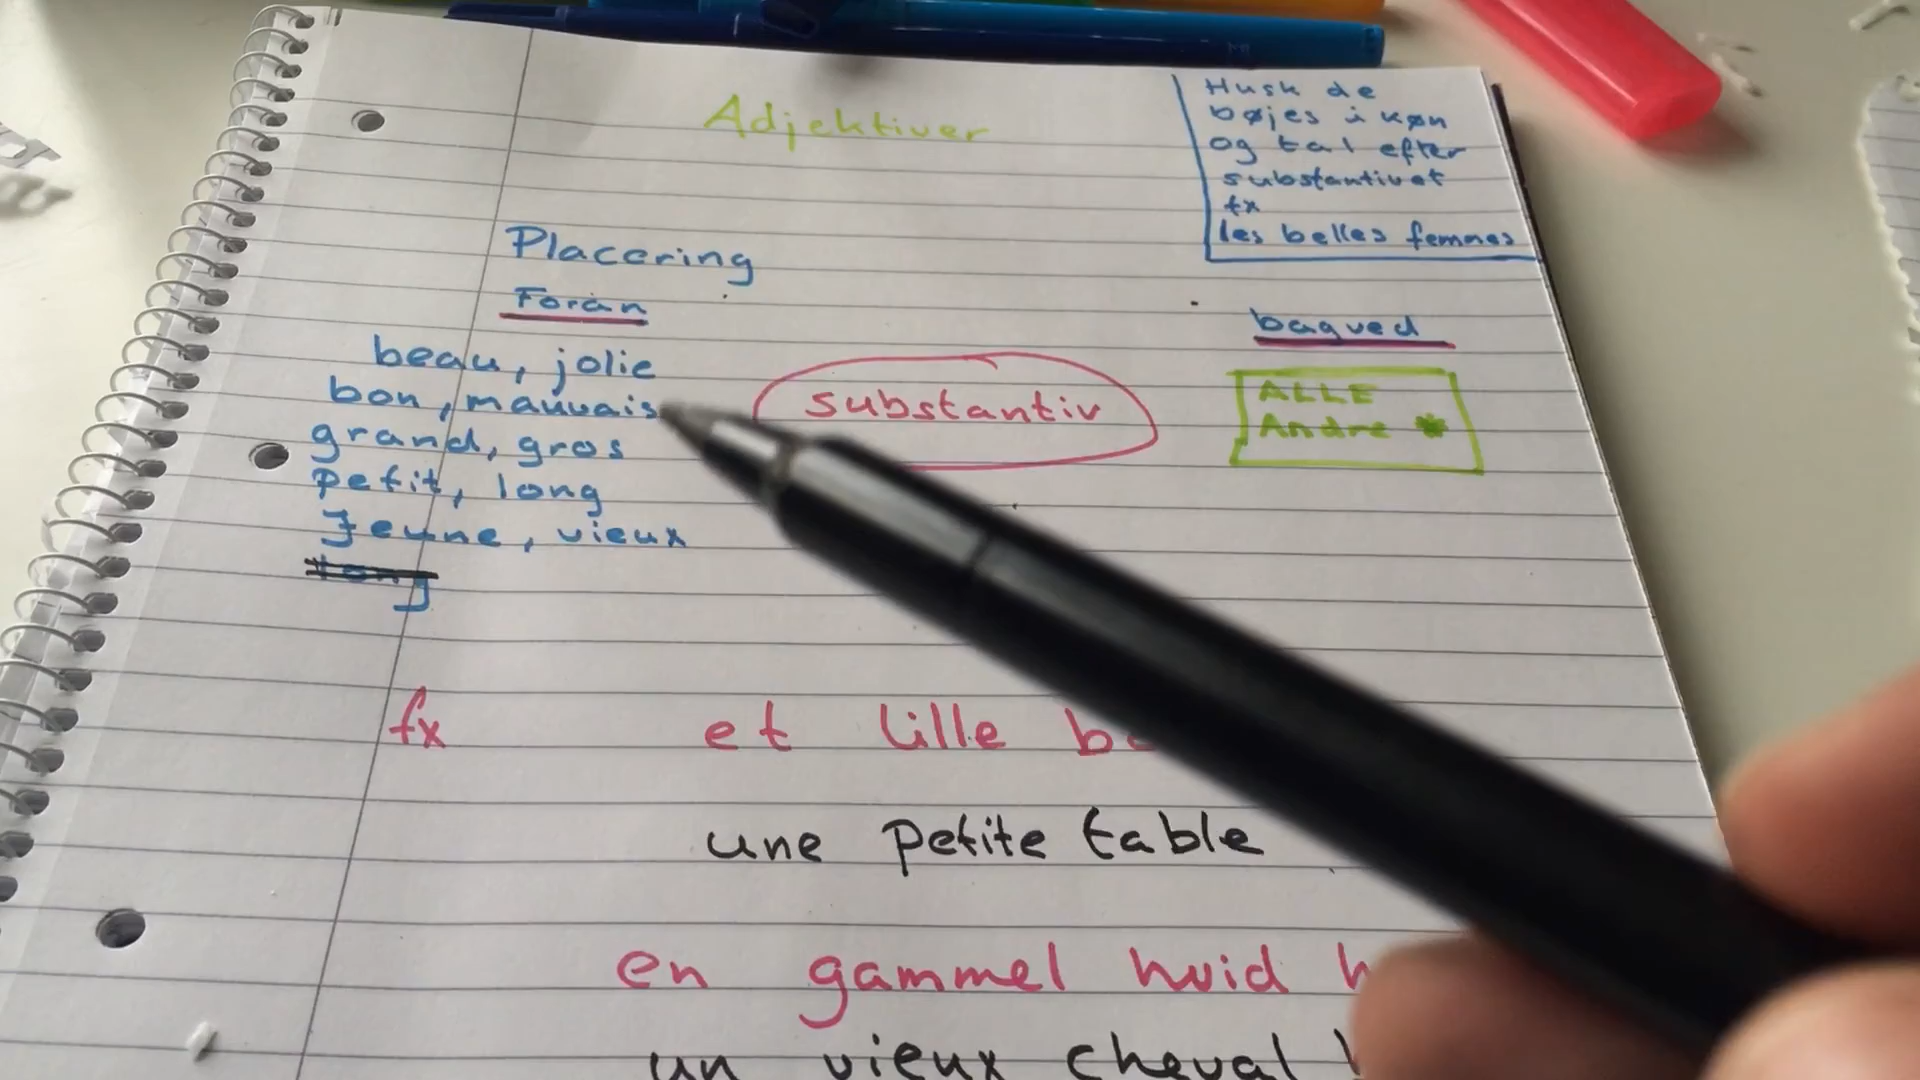 Adjektiver
Husk de
bøjes i køn
og tal efter
substantivet
fx
les belles femmes
Placering
Foran
beau, jolie
bon, mauvais
grand, gros
petit, long
Jeune, vieux
substantiv
bagved
ALLE
Andre *
fx et lille
une petite table
en gammel hvid
un vieux cheval